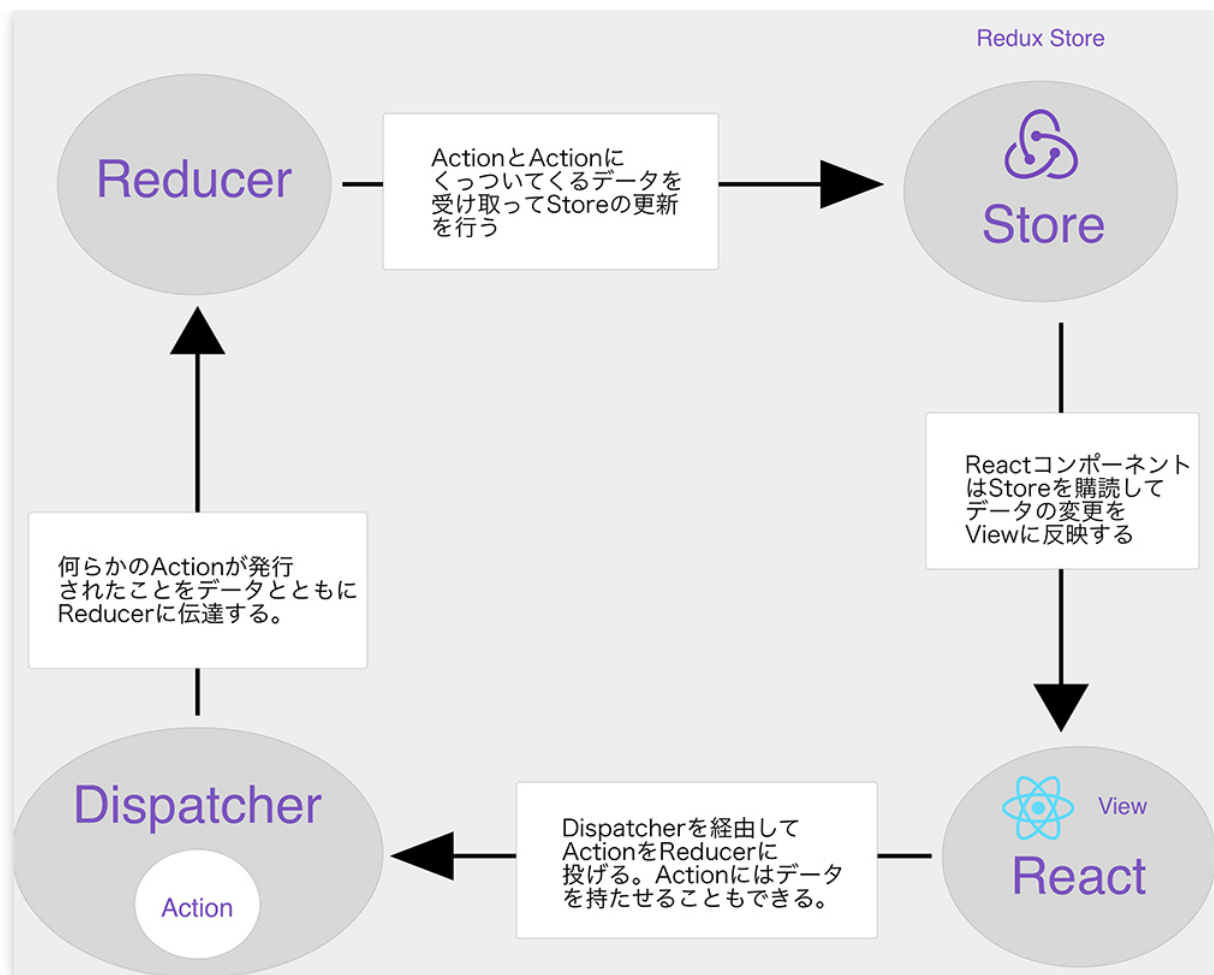 Redux Store
Reducer
ActionとActionに
くっついてくるデータを
受け取ってStoreの更新
を行う
Store
Reactコンポーネント
はStoreを購読して
データの変更を
Viewに反映する
何らかのActionが発行
されたことをデータとともに
Reducerに伝達する。
Dispatcher
Action
Dispatcherを経由して
ActionをReducerに
投げる。Actionにはデータ
を持たせることもできる。
View
React